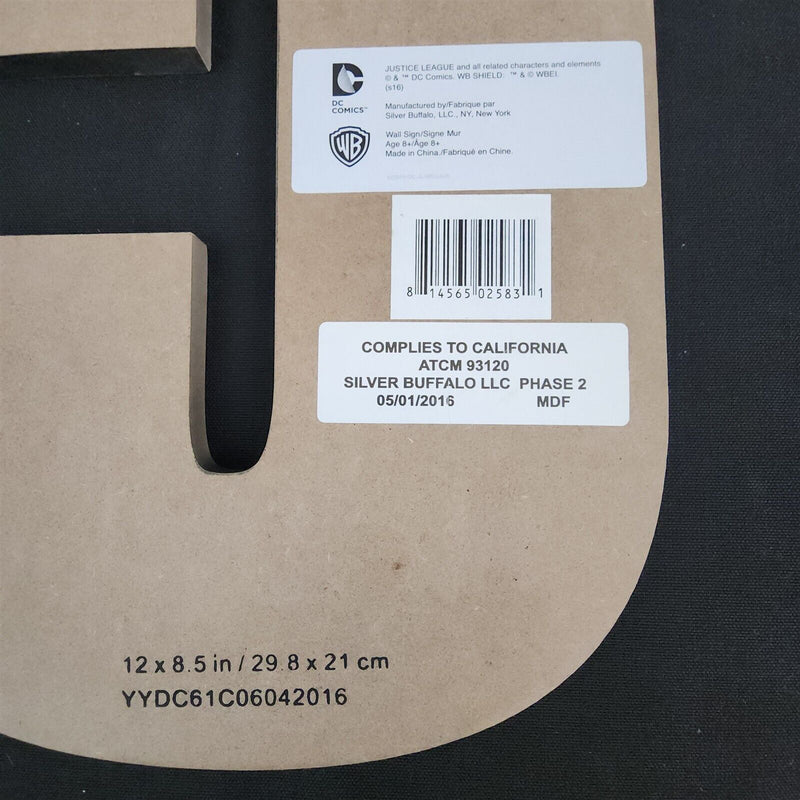 JUSTICE LEAGUE and all related characters and elements
© & ™ DC Comics. WB SHIELD: ™ & © WBEI.
(s16)
DC
COMICS™
Manufactured by/Fabrique par
Silver Buffalo, LLC., NY, New York
WB
Wall Sign/Signe Mur
Age 8+/Âge 8+
Made in China./Fabriqué en Chine.
8 14565 02583 1
COMPLIES TO CALIFORNIA
ATCM 93120
SILVER BUFFALO LLC PHASE 2
05/01/2016 MDF
12 x 8.5 in / 29.8 x 21 cm
YYDC61C06042016